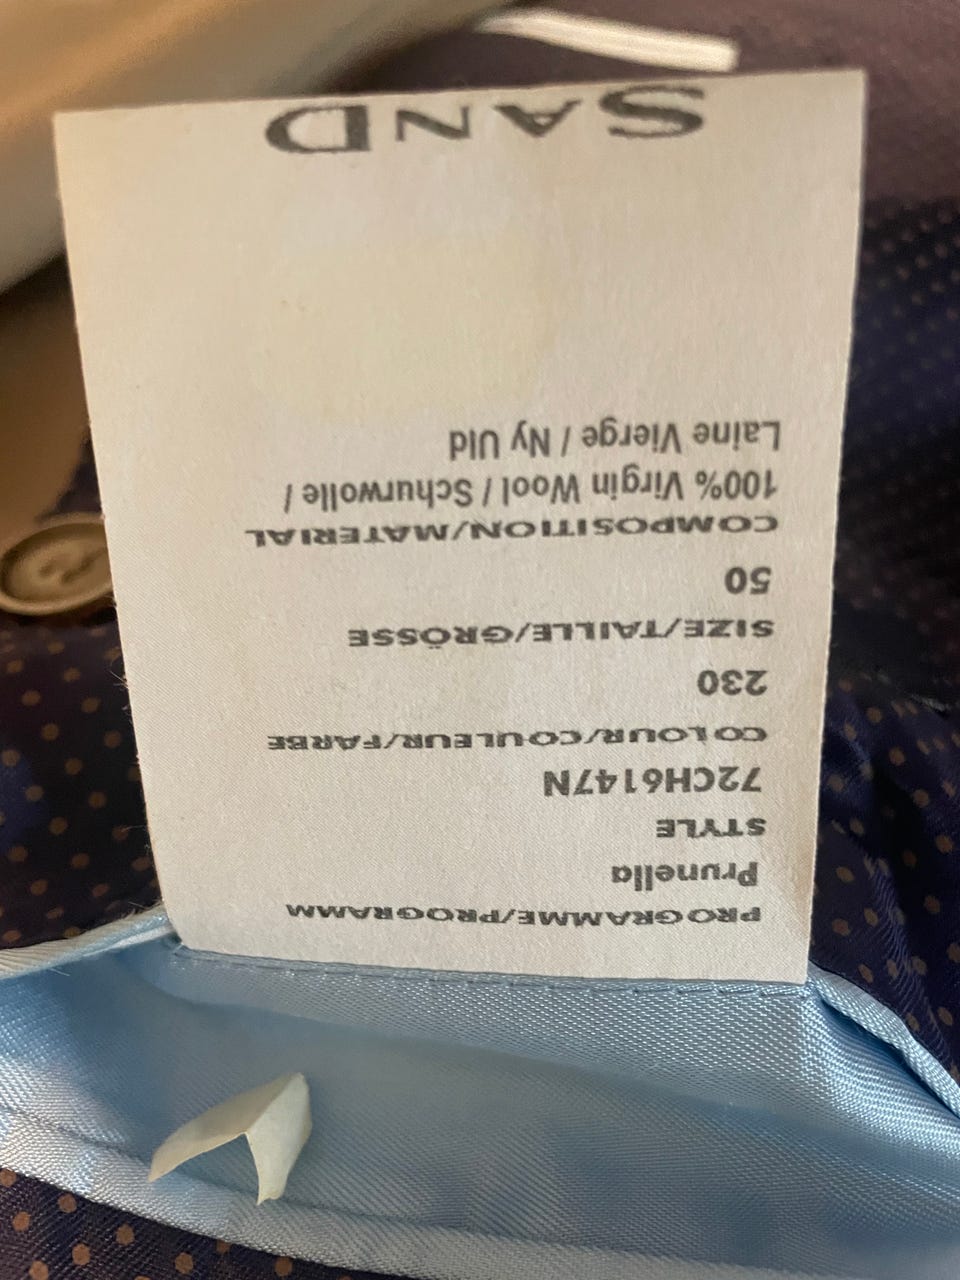 PROGRAMME/PROGRAMM
Prunella
STYLE
72CH6147N
COLOUR/COULEUR/FARBE
230
SIZE/TAILLE/GRÖSSE
50
COMPOSITION/MATERIAL
100% Virgin Wool / Schurwolle /
Laine Vierge / Ny Uld
SAND